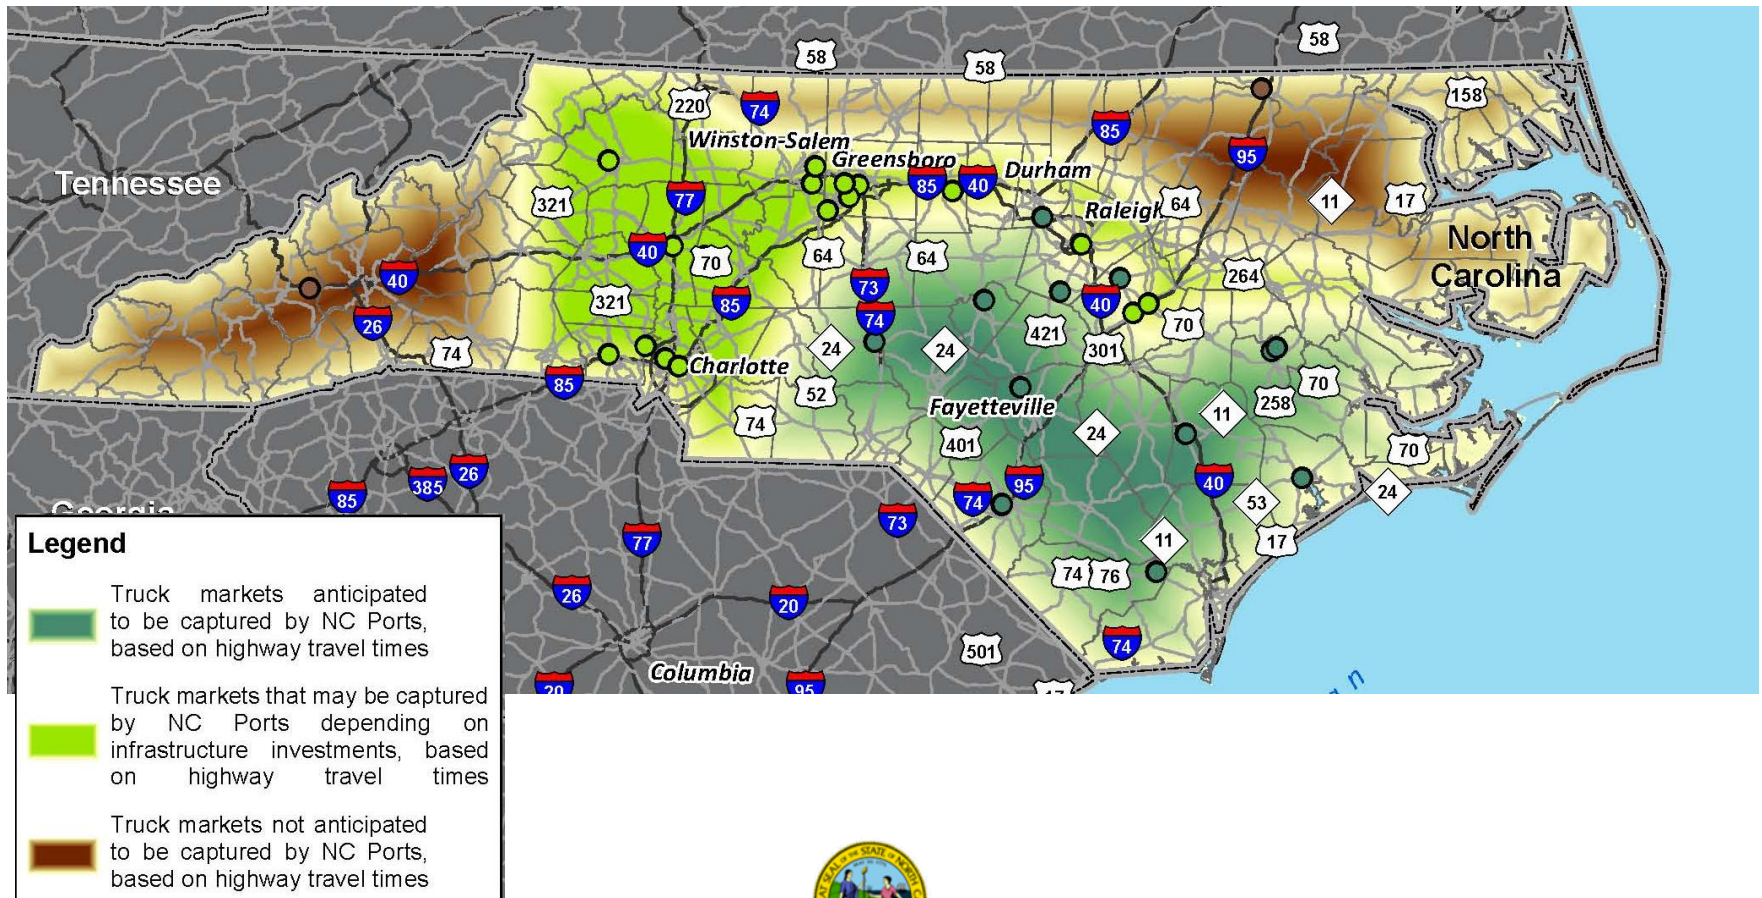 58
58
58
220
74
158
85
Winston-Salem
Greensboro
95
Durham
Tennessee
85
40
321
77
64
11
17
Raleigh
North
Carolina
40
70
64
64
264
40
321
85
73
40
26
74
70
24
24
421
301
74
Charlotte
85
52
70
258
Fayetteville
11
74
24
401
70
26
385
85
95
40
74
24
53
Georgia
73
77
11
17
74
76
26
20
74
501
Columbia
20
95
17
an
Legend
Truck markets anticipated
to be captured by NC Ports,
based on highway travel times
Truck markets that may be captured
by NC Ports depending on
infrastructure investments, based
on highway travel times
Truck markets not anticipated
to be captured by NC Ports,
based on highway travel times